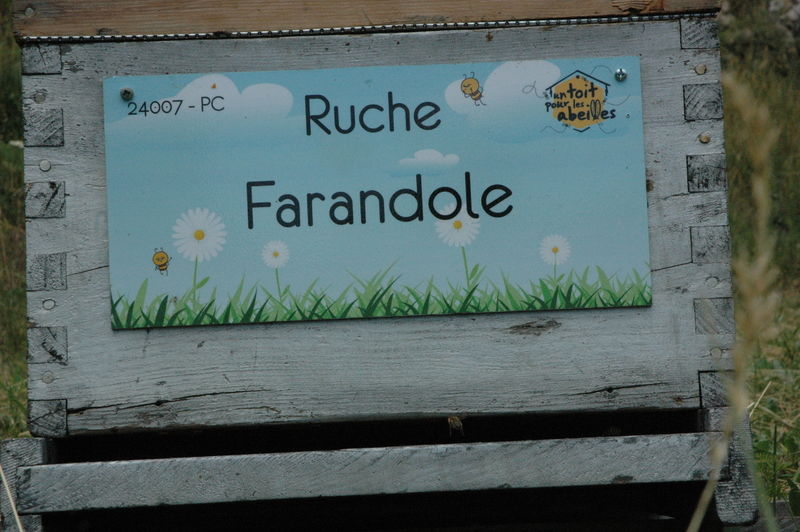 24007 - PC
Ruche
Farandole
un toit
pour les
abeilles